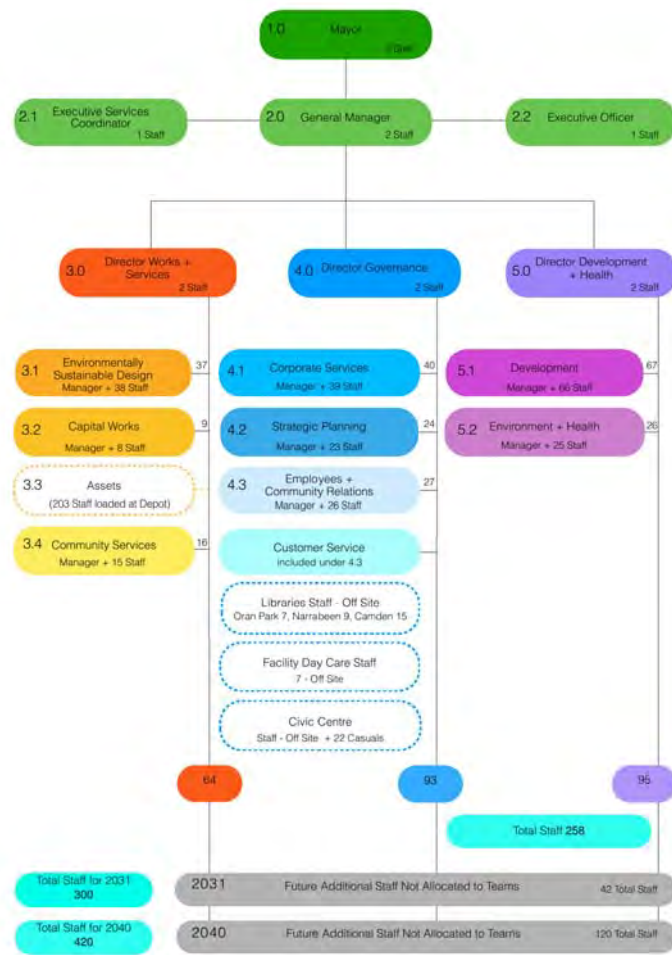 1.0 Mayor
Staff
2.1 Executive Services
Coordinator
1 Staff
2.0 General Manager
2 Staff
2.2 Executive Officer
1 Staff
3.0 Director Works +
Services
2 Staff
4.0 Director Governance
2 Staff
5.0 Director Development
+ Health
2 Staff
3.1 Environmentally
Sustainable Design
Manager + 38 Staff
37
4.1 Corporate Services
Manager + 39 Staff
40
5.1 Development
Manager + 66 Staff
67
3.2 Capital Works
Manager + 8 Staff
9
4.2 Strategic Planning
Manager + 23 Staff
24
5.2 Environment + Health
Manager + 25 Staff
26
3.3 Assets
(203 Staff loaded at Depot)
4.3 Employees +
Community Relations
Manager + 26 Staff
27
3.4 Community Services
Manager + 15 Staff
16
Customer Service
included under 4.3
Libraries Staff - Off Site
Oran Park 7, Narrabeen 9, Camden 15
Facility Day Care Staff
7 - Off Site
Civic Centre
Staff - Off Site + 22 Casuals
64
93
95
Total Staff 258
Total Staff for 2031
300
2031 Future Additional Staff Not Allocated to Teams 42 Total Staff
Total Staff for 2040
420
2040 Future Additional Staff Not Allocated to Teams 120 Total Staff